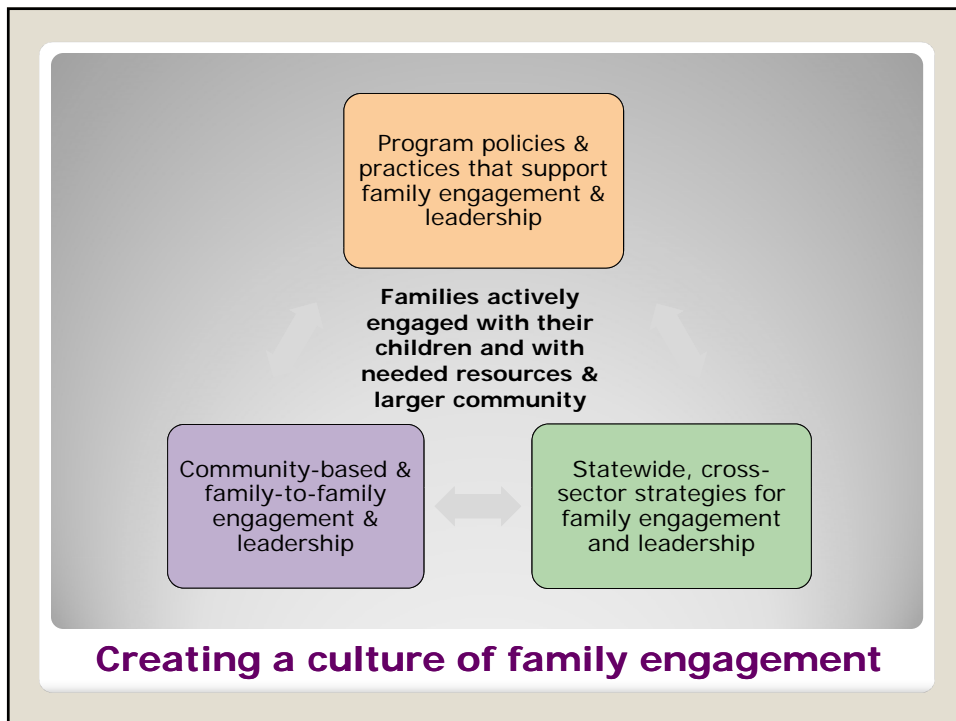 Program policies &
practices that support
family engagement &
leadership
Families actively
engaged with their
children and with
needed resources &
larger community
Community-based &
family-to-family
engagement &
leadership
Statewide, cross-
sector strategies for
family engagement
and leadership
Creating a culture of family engagement